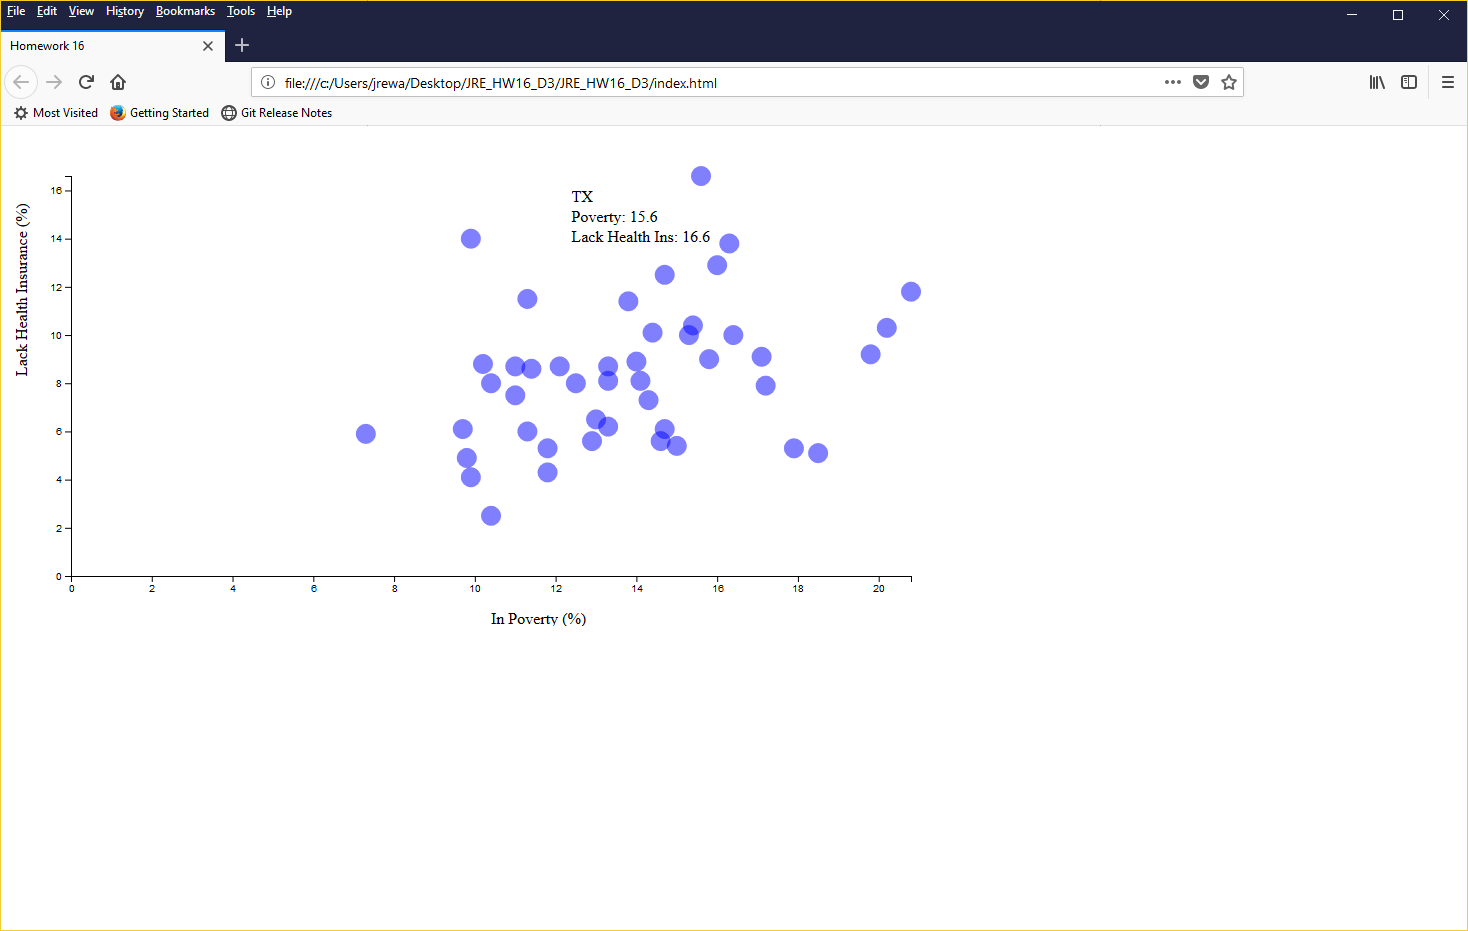 File Edit View History Bookmarks Tools Help
Homework 16
file:///c:/Users/jrewa/Desktop/JRE_HW16_D3/JRE_HW16_D3/index.html
Most Visited Getting Started Git Release Notes
Lack Health Insurance (%)
16
14
12
10
8
6
4
2
0
TX
Poverty: 15.6
Lack Health Ins: 16.6
0 2 4 6 8 10 12 14 16 18 20
In Poverty (%)